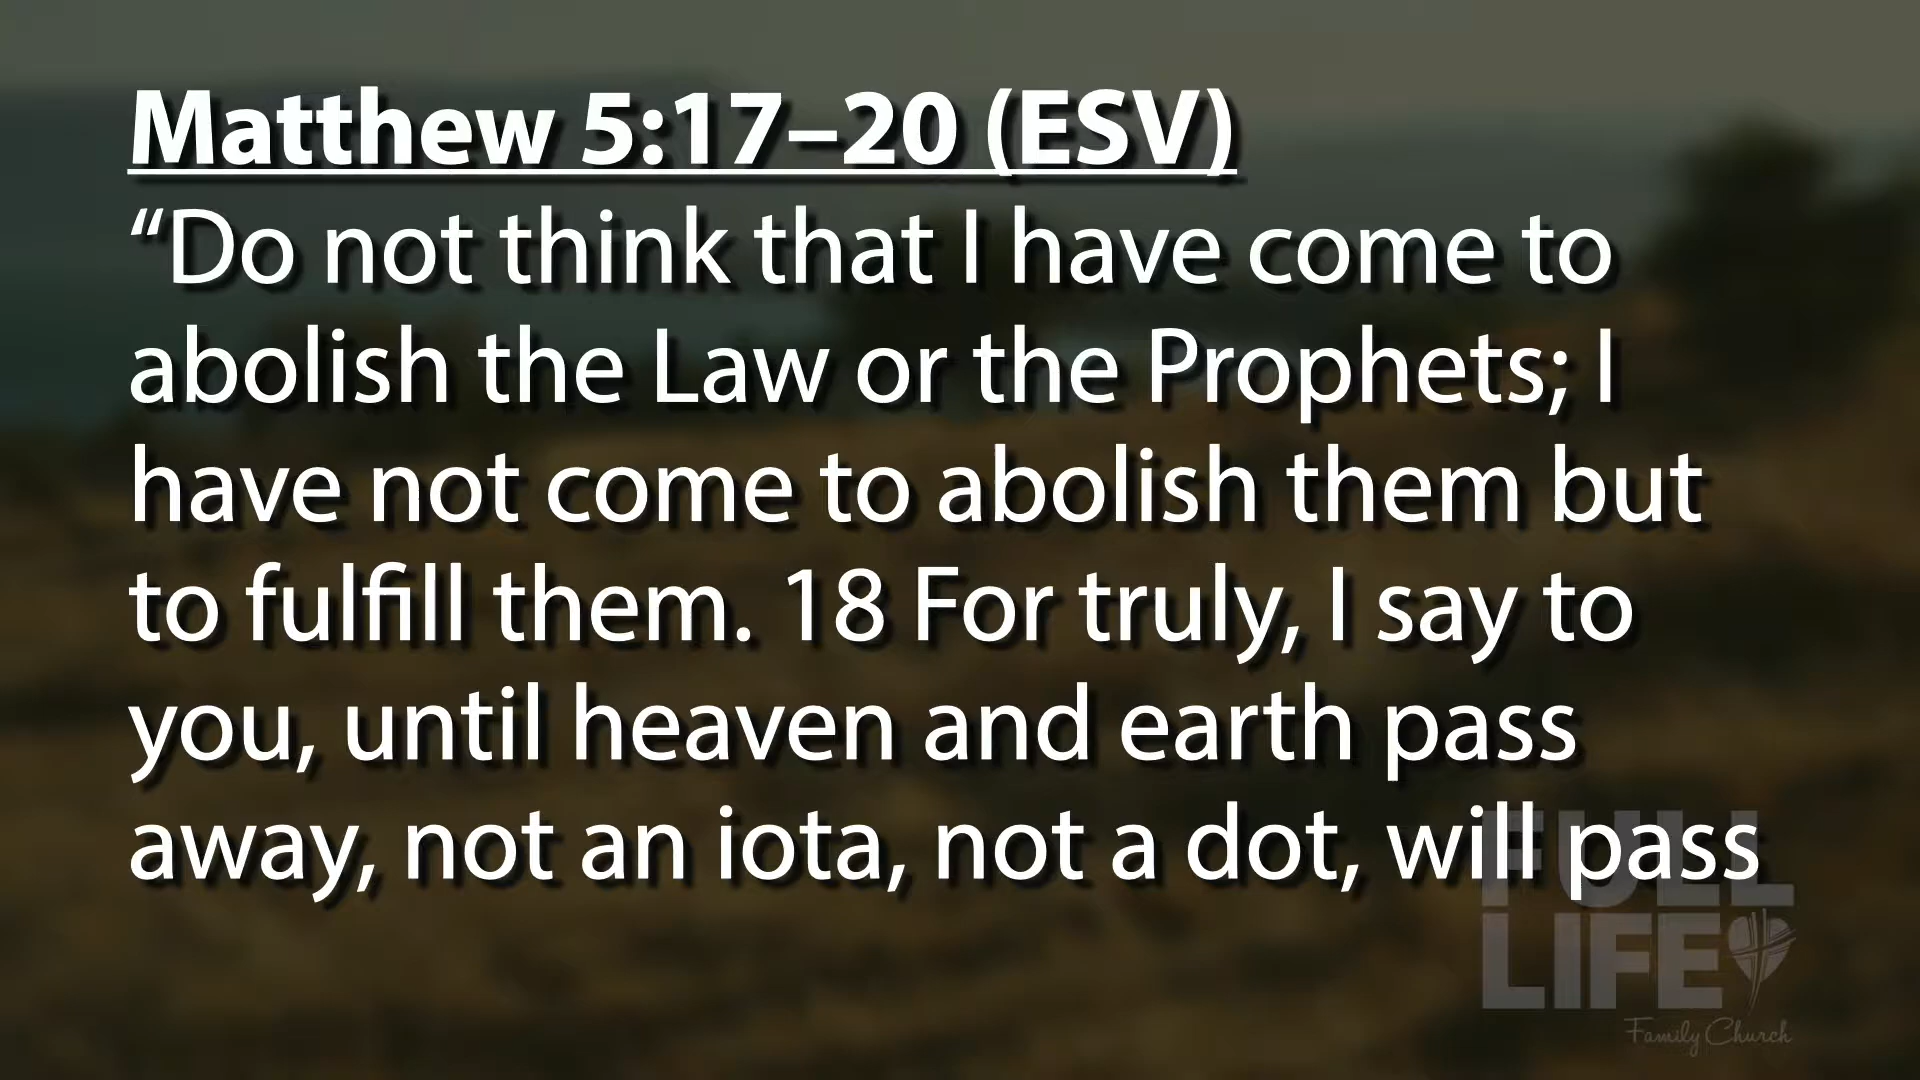 Matthew 5:17–20 (ESV)
“Do not think that I have come to
abolish the Law or the Prophets; I
have not come to abolish them but
to fulfill them. 18 For truly, I say to
you, until heaven and earth pass
away, not an iota, not a dot, will pass
FULL
LIFE
Family Church